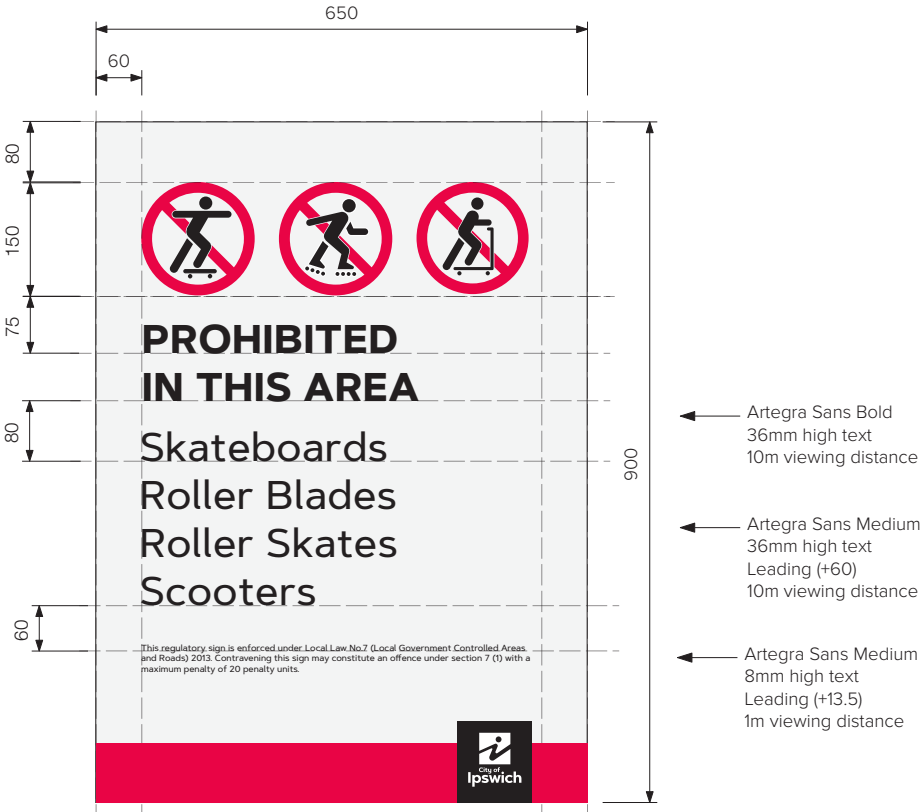 650
60
80
150
75
80
60
900
PROHIBITED
IN THIS AREA
Skateboards
Roller Blades
Roller Skates
Scooters
This regulatory sign is enforced under Local Law No.7 (Local Government Controlled Areas
and Roads) 2013. Contravening this sign may constitute an offence under section 7 (1) with a
maximum penalty of 20 penalty units.
City of
Ipswich
Artegra Sans Bold
36mm high text
10m viewing distance
Artegra Sans Medium
36mm high text
Leading (+60)
10m viewing distance
Artegra Sans Medium
8mm high text
Leading (+13.5)
1m viewing distance